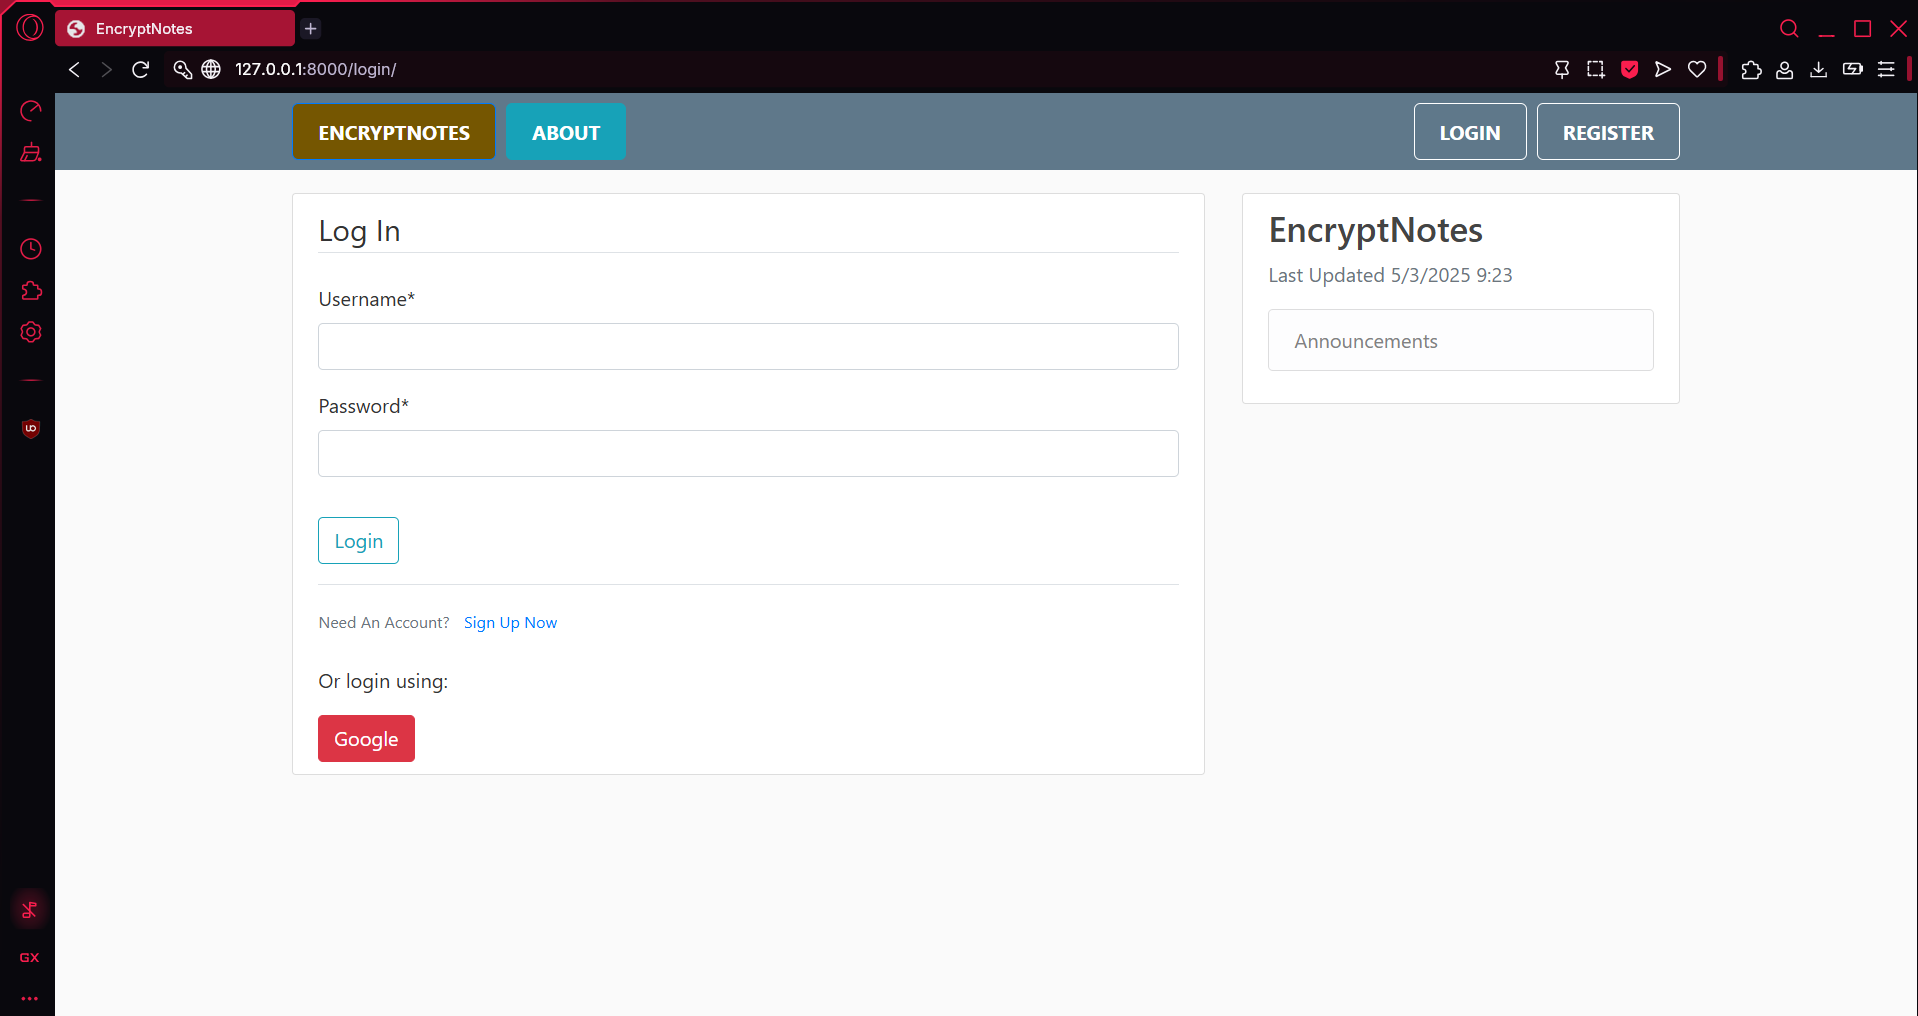 EncryptNotes
127.0.0.1:8000/login/
ENCRYPTNOTES ABOUT LOGIN REGISTER
Log In
Username*
Password*
Login
Need An Account? Sign Up Now
Or login using:
Google
EncryptNotes
Last Updated 5/3/2025 9:23
Announcements
GX